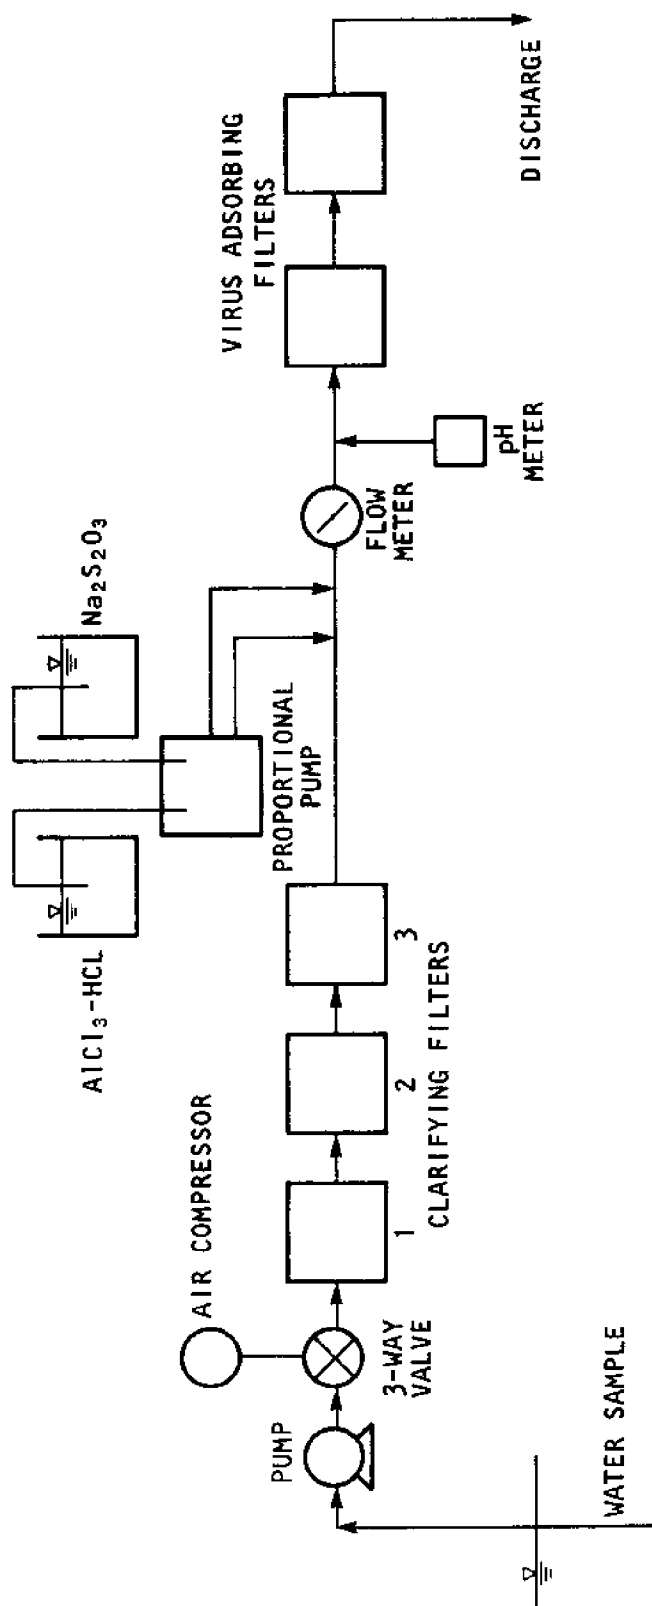 AlCl₃-HCL
Na₂S₂O₃
PROPORTIONAL
PUMP
AIR COMPRESSOR
VIRUS ADSORBING
FILTERS
PUMP
3-WAY
VALVE
1
2
3
CLARIFYING FILTERS
FLOW
METER
pH
METER
WATER SAMPLE
DISCHARGE